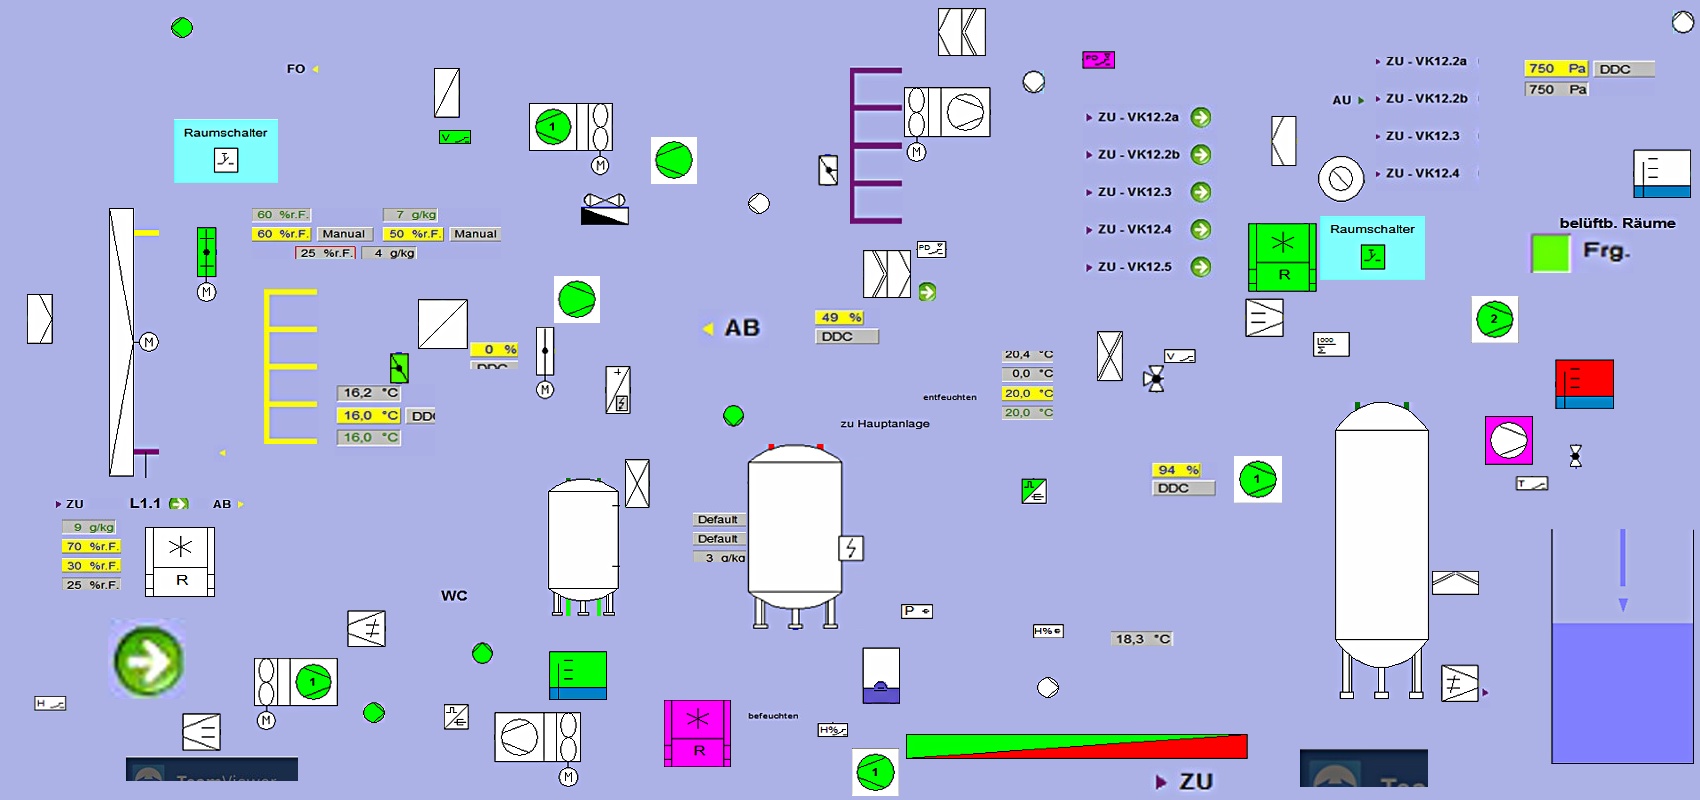 FO
Raumschalter
V
1
M
M
PD
ZU - VK12.2a
ZU - VK12.2b
ZU - VK12.3
ZU - VK12.4
ZU - VK12.5
AU
ZU - VK12.2a
ZU - VK12.2b
ZU - VK12.3
ZU - VK12.4
750 Pa DDC
750 Pa
belüftb. Räume
Frg.
Raumschalter
R
60 %r.F. 7 g/kg
60 %r.F. Manual 50 %r.F. Manual
25 %r.F. 4 g/kg
M
M
PD
AB
49 %
DDC
0 %
M
16,2 °C
16,0 °C
16,0 °C
20,4 °C
0,0 °C
20,0 °C
20,0 °C
entfeuchten
zu Hauptanlage
V
1000
Σ
2
94 %
DDC
1
T
ZU L1.1 AB
9 g/kg
70 %r.F.
30 %r.F.
25 %r.F.
R
Default
Default
3 g/kg
WC
P
H%
18,3 °C
1
M
H
M
R
befeuchten
H%
1
ZU
TeamViewer